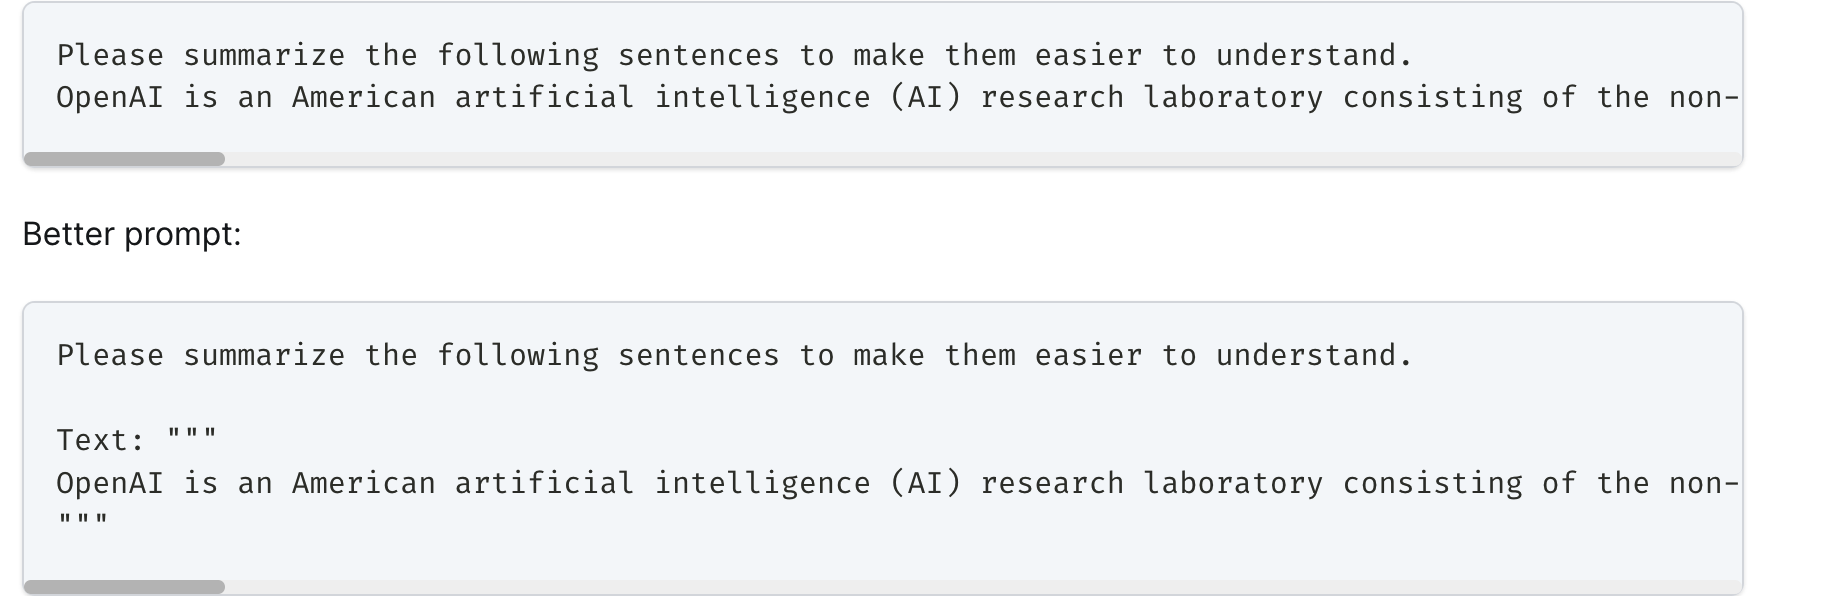 Please summarize the following sentences to make them easier to understand.
OpenAI is an American artificial intelligence (AI) research laboratory consisting of the non-
Better prompt:
Please summarize the following sentences to make them easier to understand.
Text: """
OpenAI is an American artificial intelligence (AI) research laboratory consisting of the non-
"""